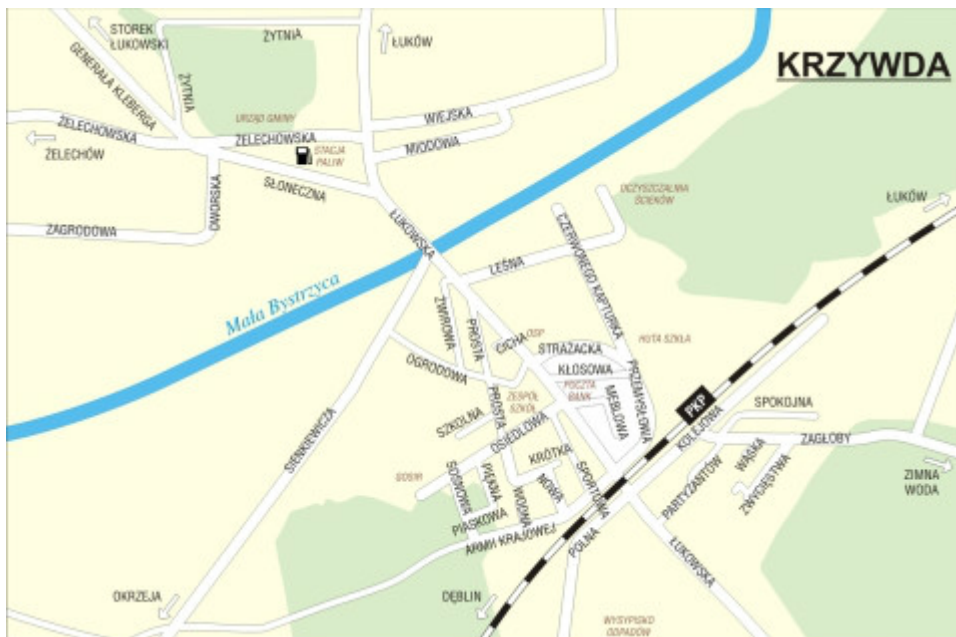 KRZYWDA
STOREK
ŁUKOWSKI
ŻYTNIA
ŁUKÓW
GENERAŁA KLEBERGA
ŻYTNIA
URZĄD GMINY
WIEJSKA
ŻELECHOWSKA
ŻELECHÓW
ŻELECHOWSKA
STACJA
PALIW
MIODOWA
SŁONECZNA
DWORSKA
ZAGRODOWA
ŁUKOWSKA
OCZYSZCZALNIA
ŚCIEKÓW
ŁUKÓW
CZERWONEGO KAPTURKA
LEŚNA
Mała Bystrzyca
ŻWIROWA
PROSTA
CICHA
OSP
STRAŻACKA
HUTA SZKŁA
OGRODOWA
KŁOSOWA
PRZEMYSŁOWA
POCZTA
BANK
ZESPÓŁ
SZKÓŁ
PROSTA
MEBLOWA
PKP
KOLEJOWA
SPOKOJNA
SZKOLNA
OSIEDLOWA
SIENKIEWICZA
ZAGŁOBY
WĄSKA
KRÓTKA
SPORTOWA
PARTYZANTÓW
ZWYCIĘSTWA
ZIMNA
WODA
SOSIR
SOSNOWA
PIĘKNA
WODNA
NOWA
PIASKOWA
ARMII KRAJOWEJ
POLNA
ŁUKOWSKA
OKRZEJA
DĘBLIN
WYSYPISKO
ODPADÓW